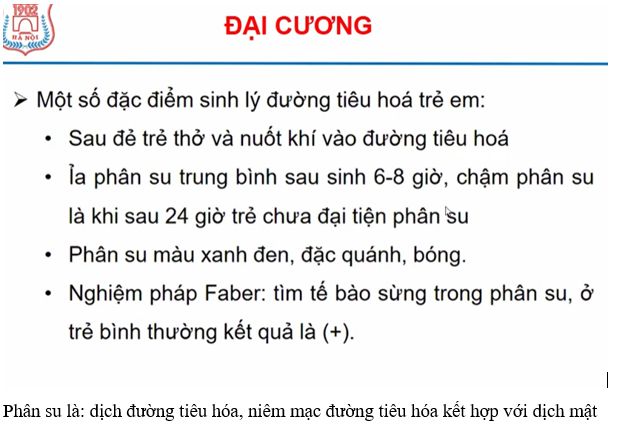 1902
HÀ NỘI
ĐẠI CƯƠNG
➢ Một số đặc điểm sinh lý đường tiêu hoá trẻ em:
• Sau đẻ trẻ thở và nuốt khí vào đường tiêu hoá
• Ỉa phân su trung bình sau sinh 6-8 giờ, chậm phân su
là khi sau 24 giờ trẻ chưa đại tiện phân su
• Phân su màu xanh đen, đặc quánh, bóng.
• Nghiệm pháp Faber: tìm tế bào sừng trong phân su, ở
trẻ bình thường kết quả là (+).
Phân su là: dịch đường tiêu hóa, niêm mạc đường tiêu hóa kết hợp với dịch mật